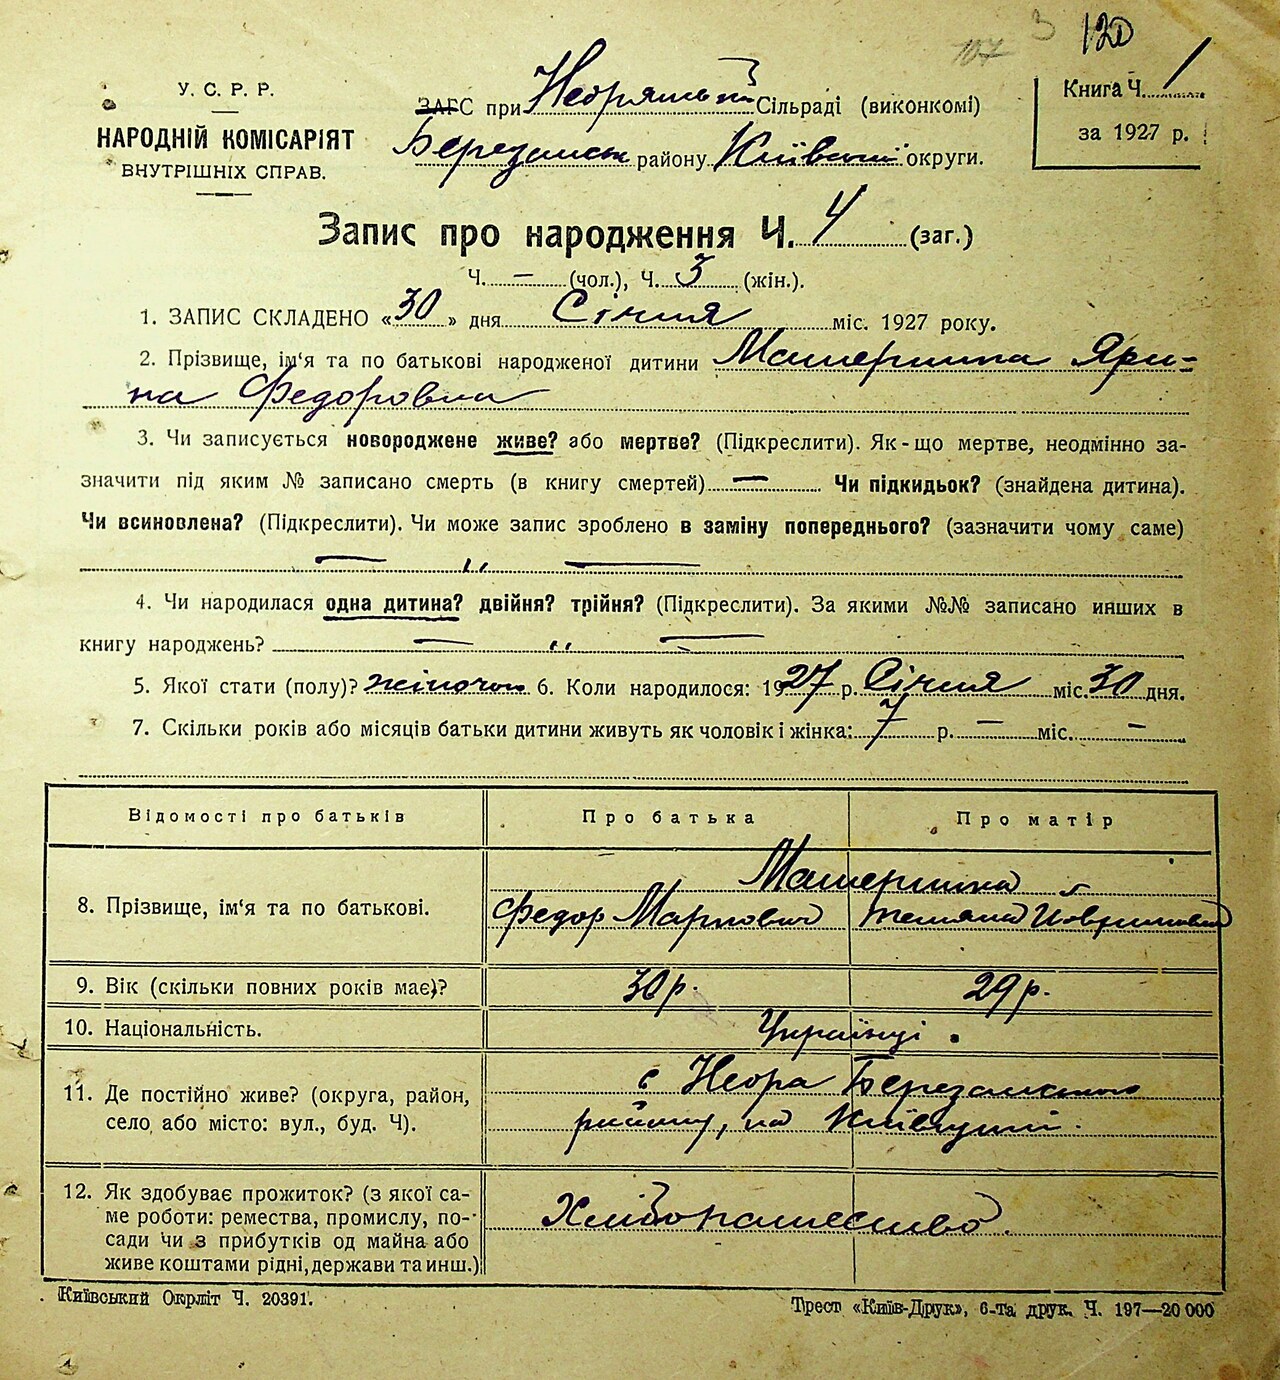 3 120
107
У. С. Р. Р.
НАРОДНІЙ КОМІСАРІЯТ
ВНУТРІШНІХ СПРАВ.
ЗАГС при Сільраді (виконкомі)
Березанськ району Київської округи.
Книга Ч. 1
за 1927 р.
Запис про народження Ч. 4 (заг.)
Ч. — (чол.), Ч. 3 (жін.).
1. ЗАПИС СКЛАДЕНО «30» дня Січня міс. 1927 року.
2. Прізвище, ім‘я та по батькові народженої дитини Яри-
на Федоровна
3. Чи записується новороджене живе? або мертве? (Підкреслити). Як-що мертве, неодмінно за-
значити під яким № записано смерть (в книгу смертей) — Чи підкидьок? (знайдена дитина).
Чи всиновлена? (Підкреслити). Чи може запис зроблено в заміну попереднього? (зазначити чому саме)
— „ —
4. Чи народилася одна дитина? двійня? трійня? (Підкреслити). За якими №№ записано инших в
книгу народжень? — „ —
5. Якої стати (полу)? жіночої 6. Коли народилося: 1927 р. Січня міс. 30 дня.
7. Скільки років або місяців батьки дитини живуть як чоловік і жінка: 7 р. — міс. —
Відомості про батьків Про батька Про матір
8. Прізвище, ім‘я та по батькові.
Федор Маркович
9. Вік (скільки повних років має)? 30 р. 29 р.
10. Національність. Українці.
11. Де постійно живе? (округа, район,
село або місто: вул., буд. Ч).
с Недра Березанського
району, на Київщині.
12. Як здобуває прожиток? (з якої са-
ме роботи: ремества, промислу, по-
сади чи з прибутків од майна або
живе коштами рідні, держави та инш.)
Хлібопашество.
Київський Окрліт Ч. 20391.
Трест «Київ-Друк», 6-та друк. Ч. 197—20 000